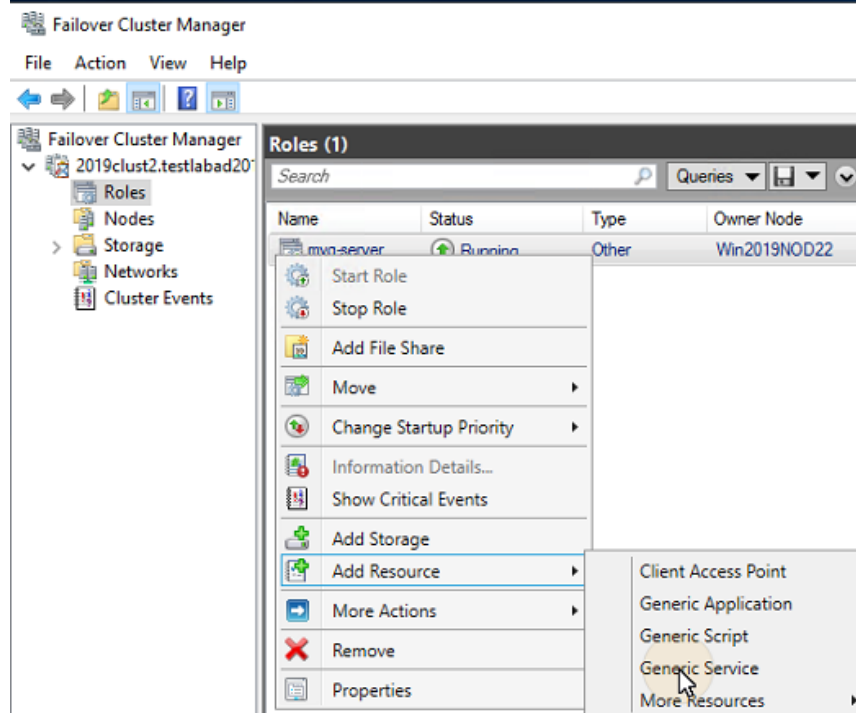 Failover Cluster Manager
File Action View Help
Failover Cluster Manager
2019clust2.testlabad20
Roles
Nodes
Storage
Networks
Cluster Events
Roles (1)
Search
Queries
Name Status Type Owner Node
mvg-server Running Other Win2019NOD22
Start Role
Stop Role
Add File Share
Move
Change Startup Priority
Information Details...
Show Critical Events
Add Storage
Add Resource
More Actions
Remove
Properties
Client Access Point
Generic Application
Generic Script
Generic Service
More Resources